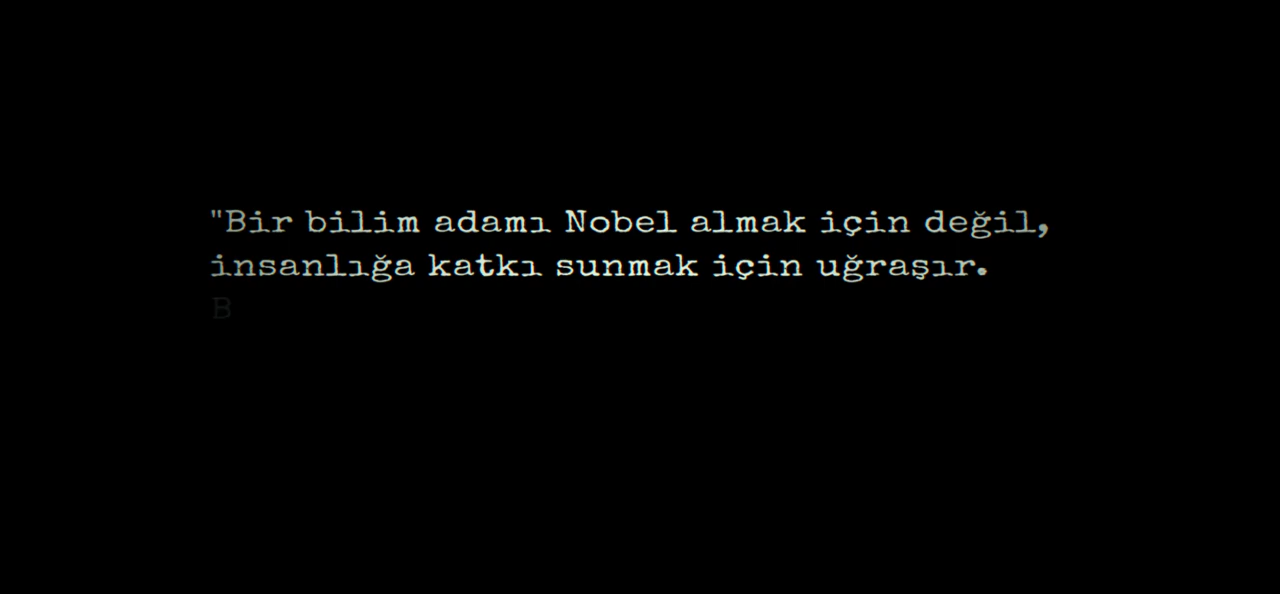 "Bir bilim adamı Nobel almak için değil,
insanlığa katkı sunmak için uğraşır.
B